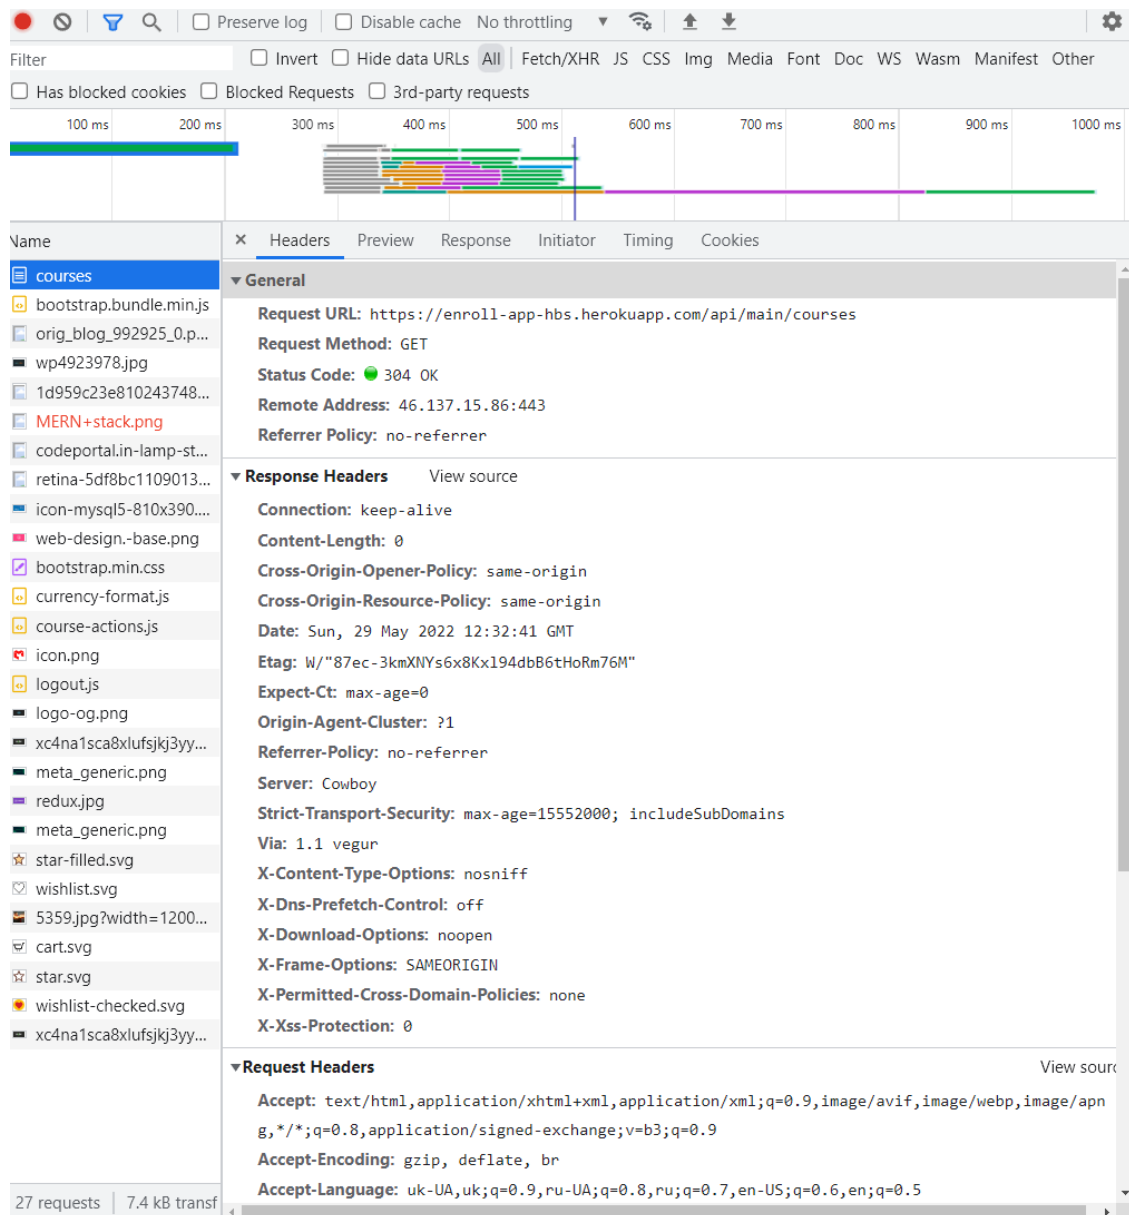 Preserve log Disable cache No throttling
Filter Invert Hide data URLs All Fetch/XHR JS CSS Img Media Font Doc WS Wasm Manifest Other
Has blocked cookies Blocked Requests 3rd-party requests
100 ms 200 ms 300 ms 400 ms 500 ms 600 ms 700 ms 800 ms 900 ms 1000 ms
Name
× Headers Preview Response Initiator Timing Cookies
courses
bootstrap.bundle.min.js
orig_blog_992925_0.p...
wp4923978.jpg
1d959c23e810243748...
MERN+stack.png
codeportal.in-lamp-st...
retina-5df8bc1109013...
icon-mysql5-810x390....
web-design.-base.png
bootstrap.min.css
currency-format.js
course-actions.js
icon.png
logout.js
logo-og.png
xc4na1sca8xlufsjkj3yy...
meta_generic.png
redux.jpg
meta_generic.png
star-filled.svg
wishlist.svg
5359.jpg?width=1200...
cart.svg
star.svg
wishlist-checked.svg
xc4na1sca8xlufsjkj3yy...
27 requests 7.4 kB transf
General
Request URL: https://enroll-app-hbs.herokuapp.com/api/main/courses
Request Method: GET
Status Code: 304 OK
Remote Address: 46.137.15.86:443
Referrer Policy: no-referrer
Response Headers View source
Connection: keep-alive
Content-Length: 0
Cross-Origin-Opener-Policy: same-origin
Cross-Origin-Resource-Policy: same-origin
Date: Sun, 29 May 2022 12:32:41 GMT
Etag: W/"87ec-3kmXNYs6x8Kxl94dbB6tHoRm76M"
Expect-Ct: max-age=0
Origin-Agent-Cluster: ?1
Referrer-Policy: no-referrer
Server: Cowboy
Strict-Transport-Security: max-age=15552000; includeSubDomains
Via: 1.1 vegur
X-Content-Type-Options: nosniff
X-Dns-Prefetch-Control: off
X-Download-Options: noopen
X-Frame-Options: SAMEORIGIN
X-Permitted-Cross-Domain-Policies: none
X-Xss-Protection: 0
Request Headers View sour
Accept: text/html,application/xhtml+xml,application/xml;q=0.9,image/avif,image/webp,image/apn
g,*/*;q=0.8,application/signed-exchange;v=b3;q=0.9
Accept-Encoding: gzip, deflate, br
Accept-Language: uk-UA,uk;q=0.9,ru-UA;q=0.8,ru;q=0.7,en-US;q=0.6,en;q=0.5